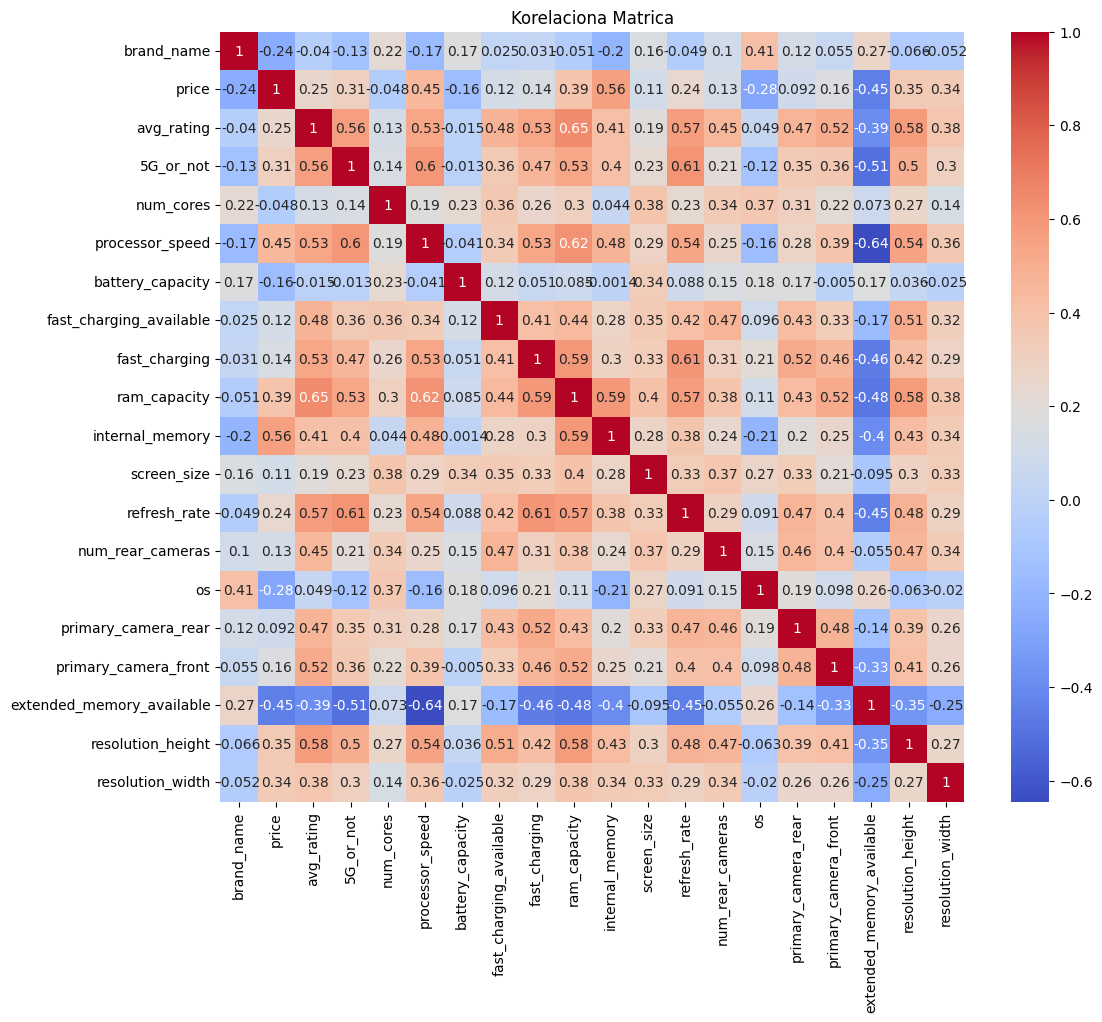 Korelaciona Matrica
brand_name 1 -0.24 -0.04 -0.13 0.22 -0.17 0.17 0.025 0.031 -0.051 -0.2 0.16 -0.049 0.1 0.41 0.12 0.055 0.27 -0.066 -0.052
price -0.24 1 0.25 0.31 -0.048 0.45 -0.16 0.12 0.14 0.39 0.56 0.11 0.24 0.13 -0.28 0.092 0.16 -0.45 0.35 0.34
avg_rating -0.04 0.25 1 0.56 0.13 0.53 -0.015 0.48 0.53 0.65 0.41 0.19 0.57 0.45 0.049 0.47 0.52 -0.39 0.58 0.38
5G_or_not -0.13 0.31 0.56 1 0.14 0.6 -0.013 0.36 0.47 0.53 0.4 0.23 0.61 0.21 -0.12 0.35 0.36 -0.51 0.5 0.3
num_cores 0.22 -0.048 0.13 0.14 1 0.19 0.23 0.36 0.26 0.3 0.044 0.38 0.23 0.34 0.37 0.31 0.22 0.073 0.27 0.14
processor_speed -0.17 0.45 0.53 0.6 0.19 1 -0.041 0.34 0.53 0.62 0.48 0.29 0.54 0.25 -0.16 0.28 0.39 -0.64 0.54 0.36
battery_capacity 0.17 -0.16 -0.015 -0.013 0.23 -0.041 1 0.12 0.051 0.085 -0.0014 0.34 0.088 0.15 0.18 0.17 -0.005 0.17 0.036 -0.025
fast_charging_available 0.025 0.12 0.48 0.36 0.36 0.34 0.12 1 0.41 0.44 0.28 0.35 0.42 0.47 0.096 0.43 0.33 -0.17 0.51 0.32
fast_charging 0.031 0.14 0.53 0.47 0.26 0.53 0.051 0.41 1 0.59 0.3 0.33 0.61 0.31 0.21 0.52 0.46 -0.46 0.42 0.29
ram_capacity -0.051 0.39 0.65 0.53 0.3 0.62 0.085 0.44 0.59 1 0.59 0.4 0.57 0.38 0.11 0.43 0.52 -0.48 0.58 0.38
internal_memory -0.2 0.56 0.41 0.4 0.044 0.48 -0.0014 0.28 0.3 0.59 1 0.28 0.38 0.24 -0.21 0.2 0.25 -0.4 0.43 0.34
screen_size 0.16 0.11 0.19 0.23 0.38 0.29 0.34 0.35 0.33 0.4 0.28 1 0.33 0.37 0.27 0.33 0.21 -0.095 0.3 0.33
refresh_rate -0.049 0.24 0.57 0.61 0.23 0.54 0.088 0.42 0.61 0.57 0.38 0.33 1 0.29 0.091 0.47 0.4 -0.45 0.48 0.29
num_rear_cameras 0.1 0.13 0.45 0.21 0.34 0.25 0.15 0.47 0.31 0.38 0.24 0.37 0.29 1 0.15 0.46 0.4 -0.055 0.47 0.34
os 0.41 -0.28 0.049 -0.12 0.37 -0.16 0.18 0.096 0.21 0.11 -0.21 0.27 0.091 0.15 1 0.19 0.098 0.26 -0.063 -0.02
primary_camera_rear 0.12 0.092 0.47 0.35 0.31 0.28 0.17 0.43 0.52 0.43 0.2 0.33 0.47 0.46 0.19 1 0.48 -0.14 0.39 0.26
primary_camera_front 0.055 0.16 0.52 0.36 0.22 0.39 -0.005 0.33 0.46 0.52 0.25 0.21 0.4 0.4 0.098 0.48 1 -0.33 0.41 0.26
extended_memory_available 0.27 -0.45 -0.39 -0.51 0.073 -0.64 0.17 -0.17 -0.46 -0.48 -0.4 -0.095 -0.45 -0.055 0.26 -0.14 -0.33 1 -0.35 -0.25
resolution_height -0.066 0.35 0.58 0.5 0.27 0.54 0.036 0.51 0.42 0.58 0.43 0.3 0.48 0.47 -0.063 0.39 0.41 -0.35 1 0.27
resolution_width -0.052 0.34 0.38 0.3 0.14 0.36 -0.025 0.32 0.29 0.38 0.34 0.33 0.29 0.34 -0.02 0.26 0.26 -0.25 0.27 1
brand_name
price
avg_rating
5G_or_not
num_cores
processor_speed
battery_capacity
fast_charging_available
fast_charging
ram_capacity
internal_memory
screen_size
refresh_rate
num_rear_cameras
os
primary_camera_rear
primary_camera_front
extended_memory_available
resolution_height
resolution_width
1.0
0.8
0.6
0.4
0.2
0.0
−0.2
−0.4
−0.6